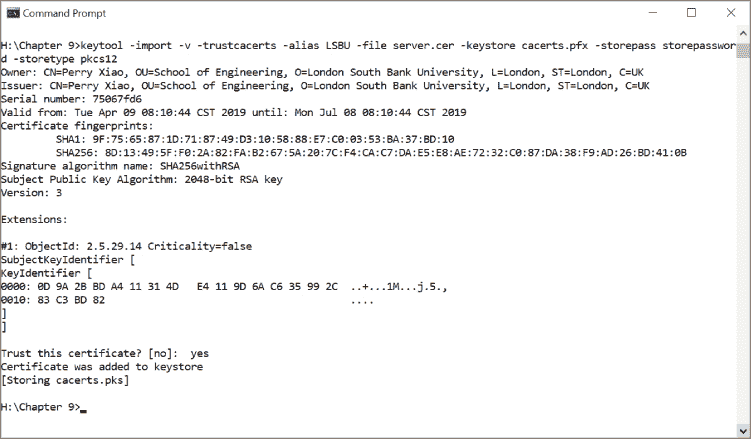 Command Prompt
H:\Chapter 9>keytool -import -v -trustcacerts -alias LSBU -file server.cer -keystore cacerts.pfx -storepass storepasswor
d -storetype pkcs12
Owner: CN=Perry Xiao, OU=School of Engineering, O=London South Bank University, L=London, ST=London, C=UK
Issuer: CN=Perry Xiao, OU=School of Engineering, O=London South Bank University, L=London, ST=London, C=UK
Serial number: 75067fd6
Valid from: Tue Apr 09 08:10:44 CST 2019 until: Mon Jul 08 08:10:44 CST 2019
Certificate fingerprints:
SHA1: 9F:75:65:87:1D:71:87:49:D3:10:58:88:E7:C0:03:53:BA:37:BD:10
SHA256: 8D:13:49:5F:F0:2A:82:FA:B2:67:5A:20:7C:F4:CA:C7:DA:E5:E8:AE:72:32:C0:87:DA:38:F9:AD:26:BD:41:0B
Signature algorithm name: SHA256withRSA
Subject Public Key Algorithm: 2048-bit RSA key
Version: 3
Extensions:
#1: ObjectId: 2.5.29.14 Criticality=false
SubjectKeyIdentifier [
KeyIdentifier [
0000: 0D 9A 2B BD A4 11 31 4D   E4 11 9D 6A C6 35 99 2C  ..+...1M...j.5.,
0010: 83 C3 BD 82                                        ....
]
]
Trust this certificate? [no]:  yes
Certificate was added to keystore
[Storing cacerts.pks]
H:\Chapter 9>